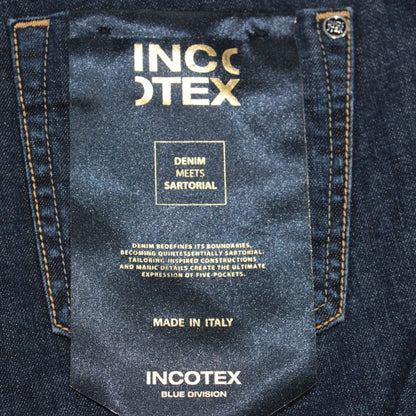 INCO
OTEX
DENIM
MEETS
SARTORIAL
DENIM REDEFINES ITS BOUNDARIES,
BECOMING QUINTESSENTIALLY SARTORIAL.
TAILORING-INSPIRED CONSTRUCTIONS
AND MANIC DETAILS CREATE THE ULTIMATE
EXPRESSION OF FIVE-POCKETS.
MADE IN ITALY
INCOTEX
BLUE DIVISION